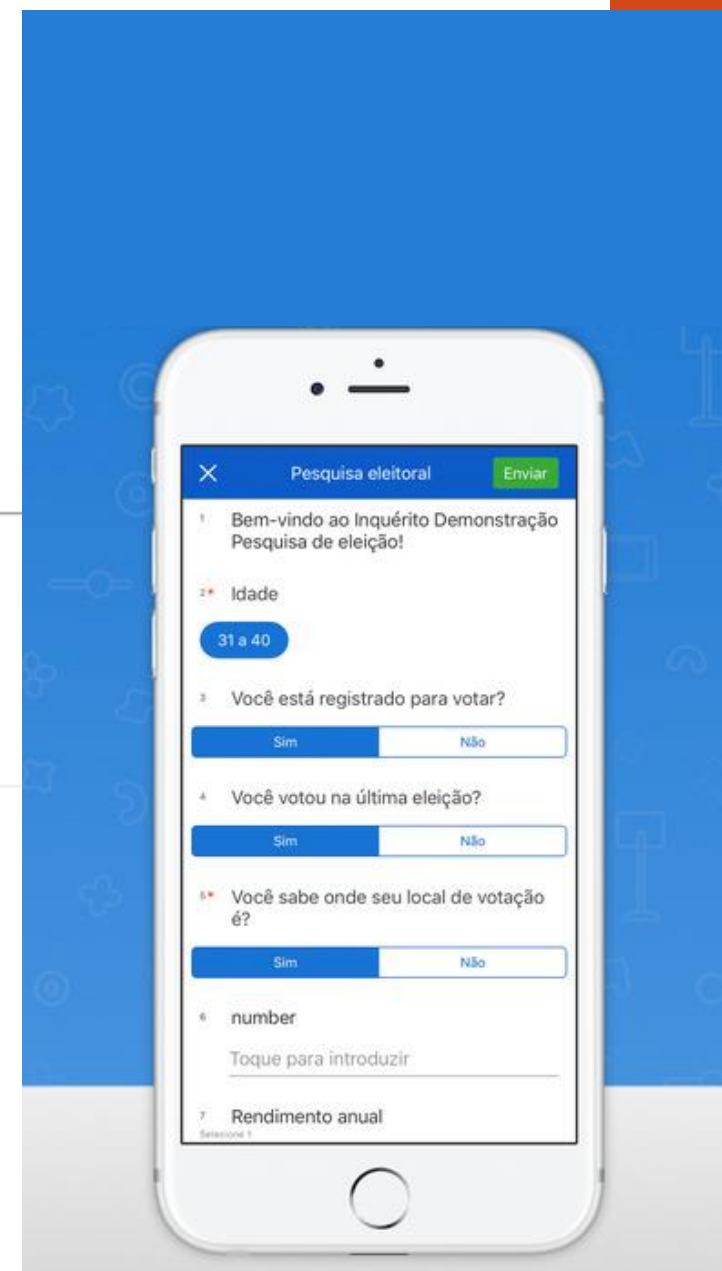 Pesquisa eleitoral
Enviar
1 Bem-vindo ao Inquérito Demonstração
Pesquisa de eleição!
2* Idade
31 a 40
3 Você está registrado para votar?
Sim Não
4 Você votou na última eleição?
Sim Não
5* Você sabe onde seu local de votação
é?
Sim Não
6 number
Toque para introduzir
7 Rendimento anual
Selecione 1